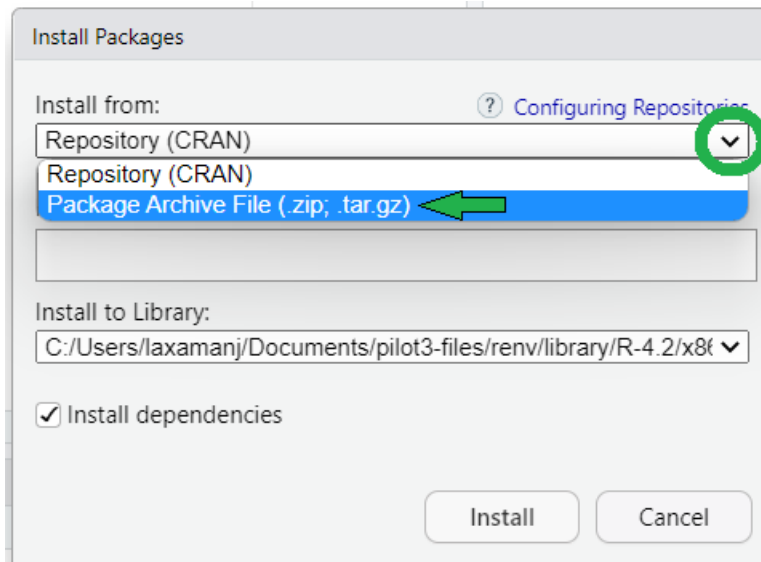 Install Packages
Install from:
? Configuring Repositories
Repository (CRAN)
Repository (CRAN)
Package Archive File (.zip; .tar.gz)
Install to Library:
C:/Users/laxamanj/Documents/pilot3-files/renv/library/R-4.2/x86
Install dependencies
Install Cancel